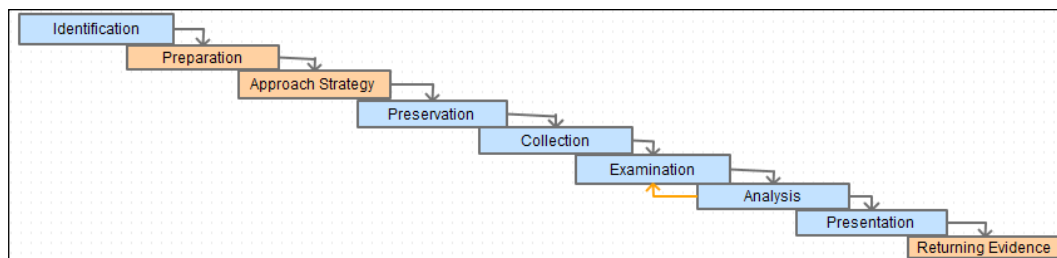 Identification
Preparation
Approach Strategy
Preservation
Collection
Examination
Analysis
Presentation
Returning Evidence